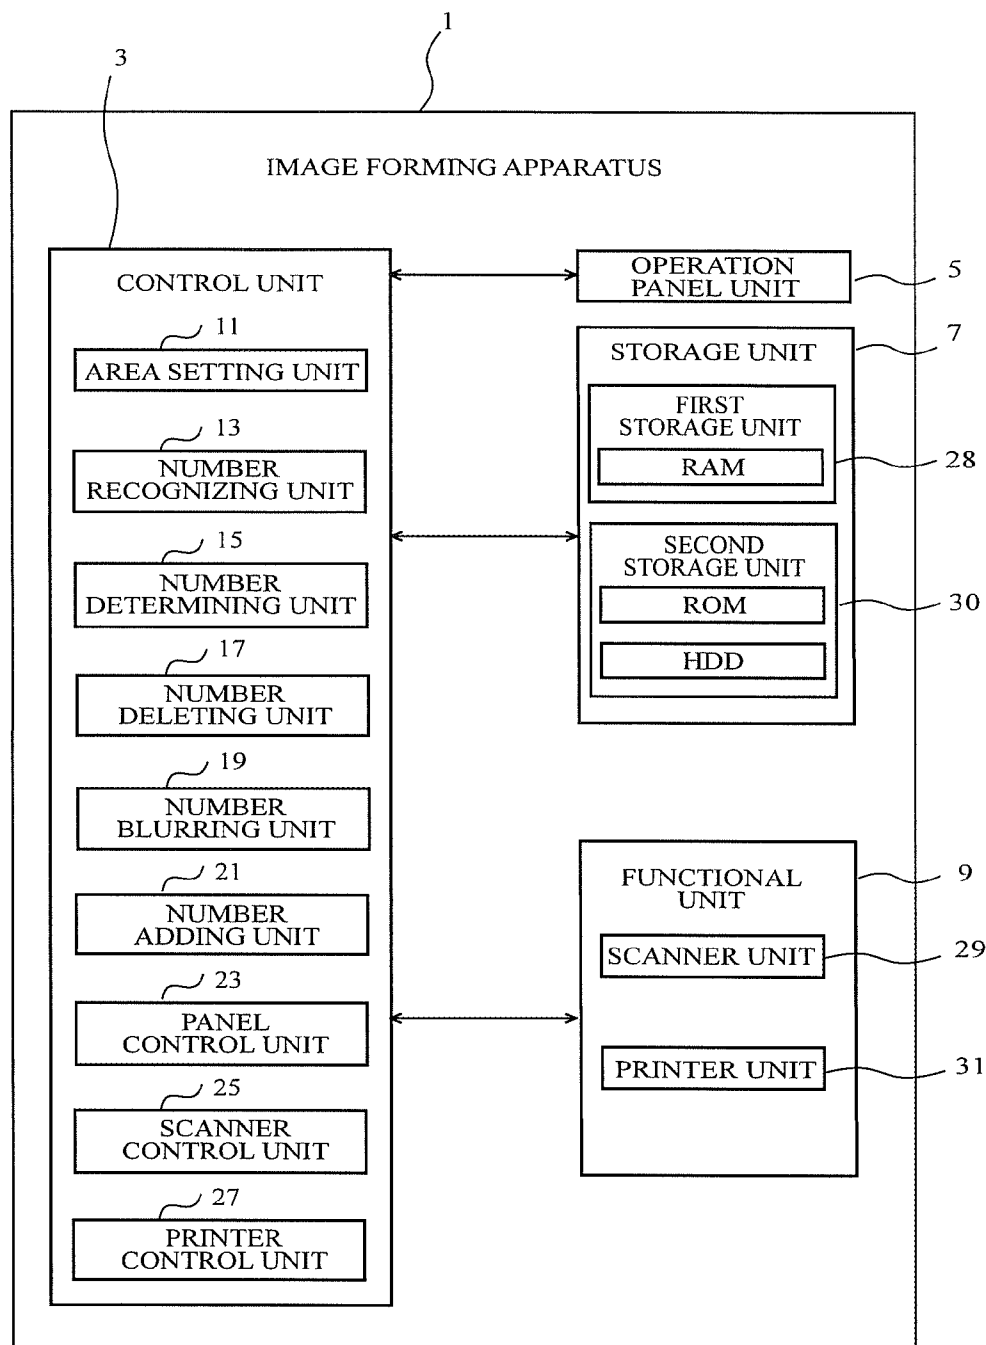 1
3
IMAGE FORMING APPARATUS
CONTROL UNIT
11
AREA SETTING UNIT
13
NUMBER
RECOGNIZING UNIT
15
NUMBER
DETERMINING UNIT
17
NUMBER
DELETING UNIT
19
NUMBER
BLURRING UNIT
21
NUMBER
ADDING UNIT
23
PANEL
CONTROL UNIT
25
SCANNER
CONTROL UNIT
27
PRINTER
CONTROL UNIT
OPERATION
PANEL UNIT
5
STORAGE UNIT
7
FIRST
STORAGE UNIT
RAM
28
SECOND
STORAGE UNIT
ROM
30
HDD
FUNCTIONAL
UNIT
9
SCANNER UNIT
29
PRINTER UNIT
31